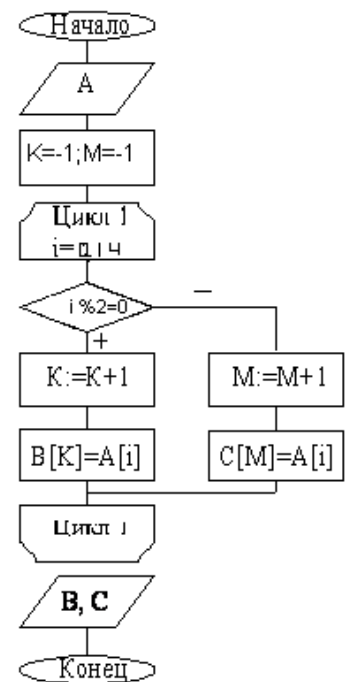 Начало
A
K=-1;M=-1
Цикл 1
i=
i %2=0
−
+
K:=K+1
M:=M+1
B[K]=A[i]
C[M]=A[i]
Цикл
B, C
Конец